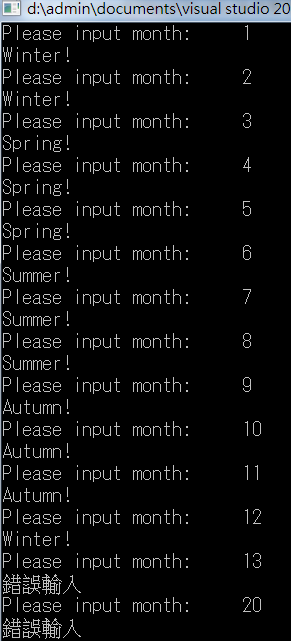 d:\admin\documents\visual studio 20
Please input month: 1
Winter!
Please input month: 2
Winter!
Please input month: 3
Spring!
Please input month: 4
Spring!
Please input month: 5
Spring!
Please input month: 6
Summer!
Please input month: 7
Summer!
Please input month: 8
Summer!
Please input month: 9
Autumn!
Please input month: 10
Autumn!
Please input month: 11
Autumn!
Please input month: 12
Winter!
Please input month: 13
錯誤輸入
Please input month: 20
錯誤輸入